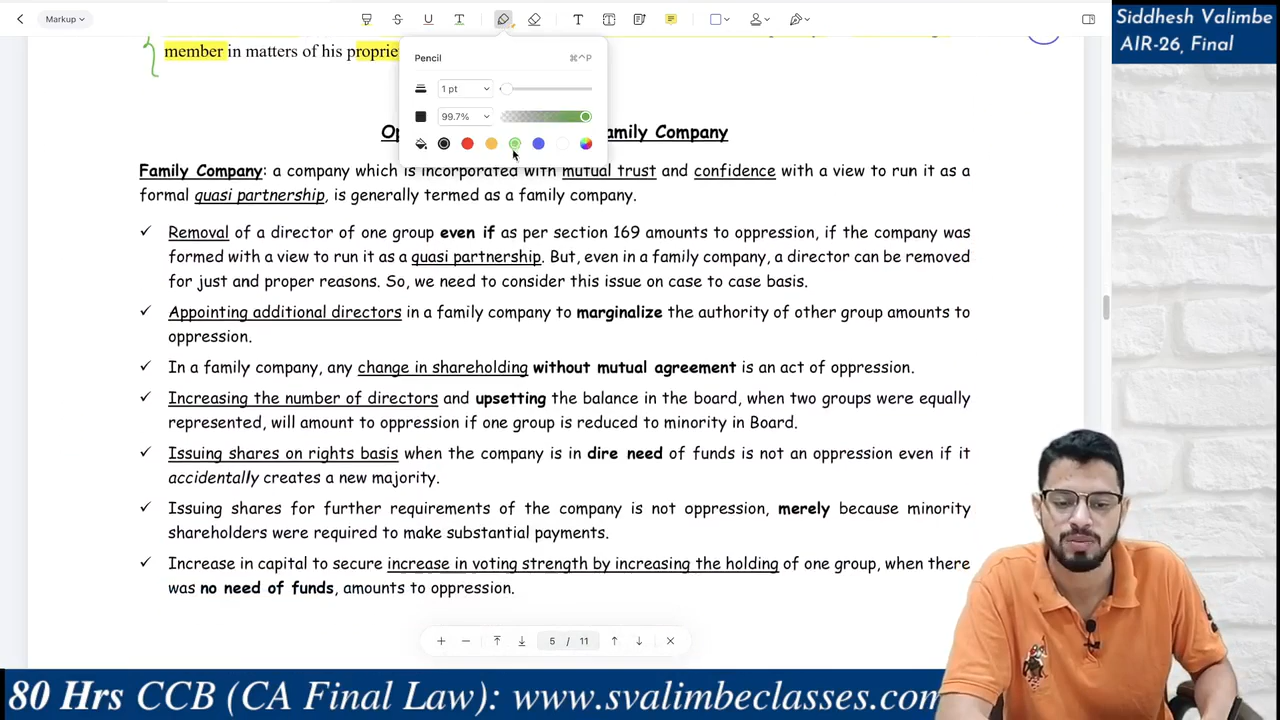 Markup
Siddhesh Valimbe
AIR-26, Final
member in matters of his proprie
Pencil
⌘^P
1 pt
99.7%
Family Company: a company which is incorporated with mutual trust and confidence with a view to run it as a
formal quasi partnership, is generally termed as a family company.
✓ Removal of a director of one group even if as per section 169 amounts to oppression, if the company was
formed with a view to run it as a quasi partnership. But, even in a family company, a director can be removed
for just and proper reasons. So, we need to consider this issue on case to case basis.
✓ Appointing additional directors in a family company to marginalize the authority of other group amounts to
oppression.
✓ In a family company, any change in shareholding without mutual agreement is an act of oppression.
✓ Increasing the number of directors and upsetting the balance in the board, when two groups were equally
represented, will amount to oppression if one group is reduced to minority in Board.
✓ Issuing shares on rights basis when the company is in dire need of funds is not an oppression even if it
accidentally creates a new majority.
✓ Issuing shares for further requirements of the company is not oppression, merely because minority
shareholders were required to make substantial payments.
✓ Increase in capital to secure increase in voting strength by increasing the holding of one group, when there
was no need of funds, amounts to oppression.
5 / 11
80 Hrs CCB (CA Final Law): www.svalimbeclasses.com